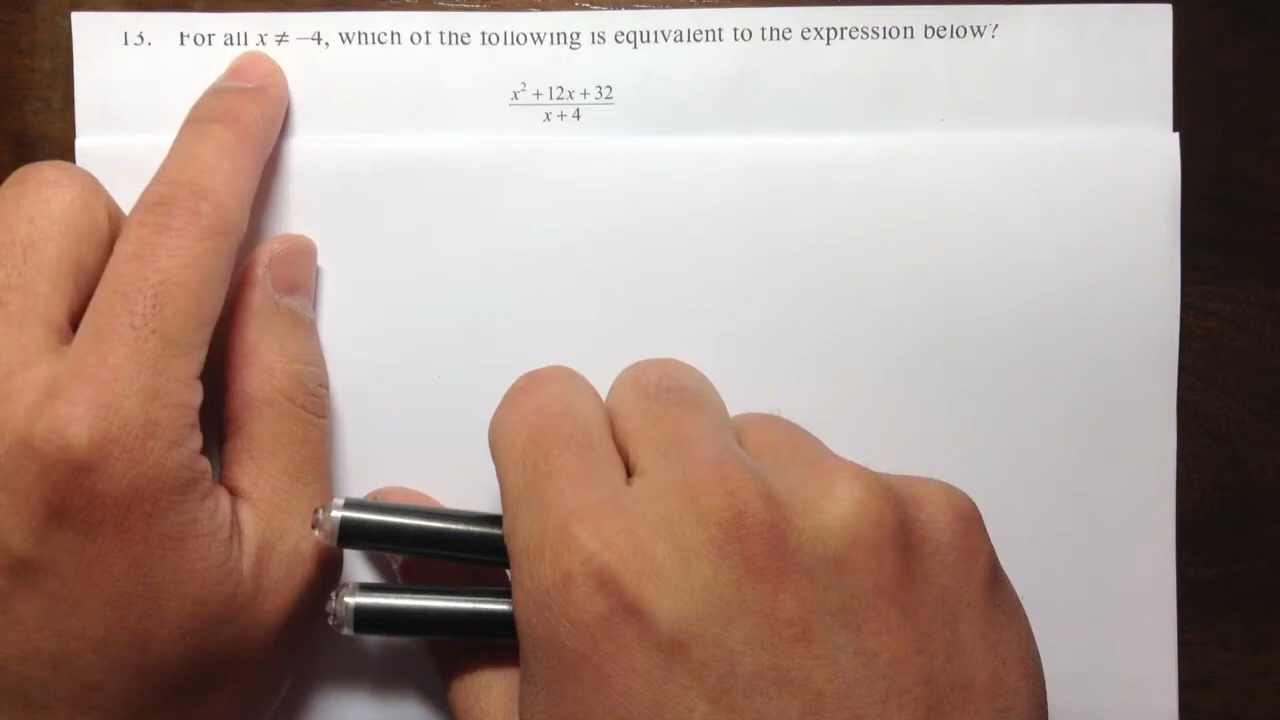 13. For all x ≠ −4, which of the following is equivalent to the expression below?
x² + 12x + 32
x + 4